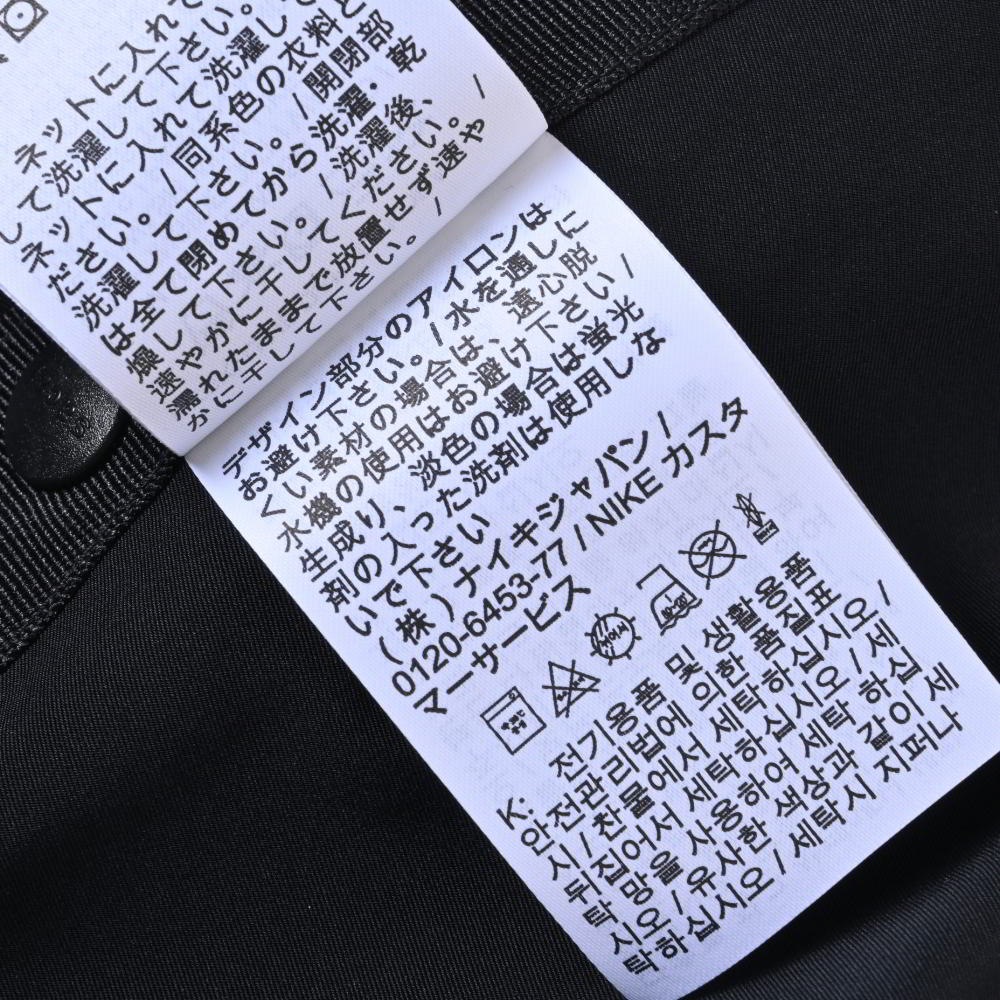 ネットに入れて
して洗濯して下さい。
ネットに入れて洗濯して
ださい。/同系色の衣料と
洗濯して下さい。/開閉部
は全て閉めてから洗濯・乾
燥して下さい。/洗濯後、
速やかに干してください。/
濡れたままで放置せず速や
かに干して下さい。/
デザイン部分のアイロンは
お避け下さい。/水を通しに
くい素材の場合は、遠心脱
水機の使用はお避け下さい/
生成り、淡色の場合は蛍光
剤の入った洗剤は使用しな
いで下さい
(株)ナイキジャパン/
0120-6453-77/NIKE カスタ
マーサービス
K: 전기용품 및 생활용품
안전관리법에 의한 품질표
시/찬물에서 세탁하십시오/
뒤집어서 세탁하십시오/세
탁망을 사용하여 세탁 하십
시오/유사한 색상과 같이 세
탁하십시오/세탁시 지퍼나